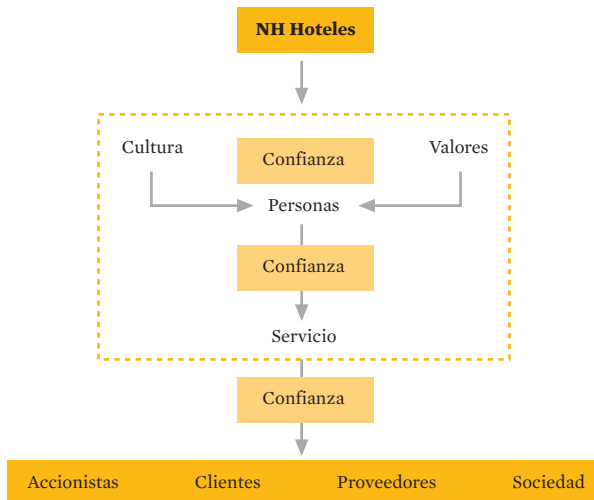 NH Hoteles
Cultura
Confianza
Valores
Personas
Confianza
Servicio
Confianza
Accionistas Clientes Proveedores Sociedad